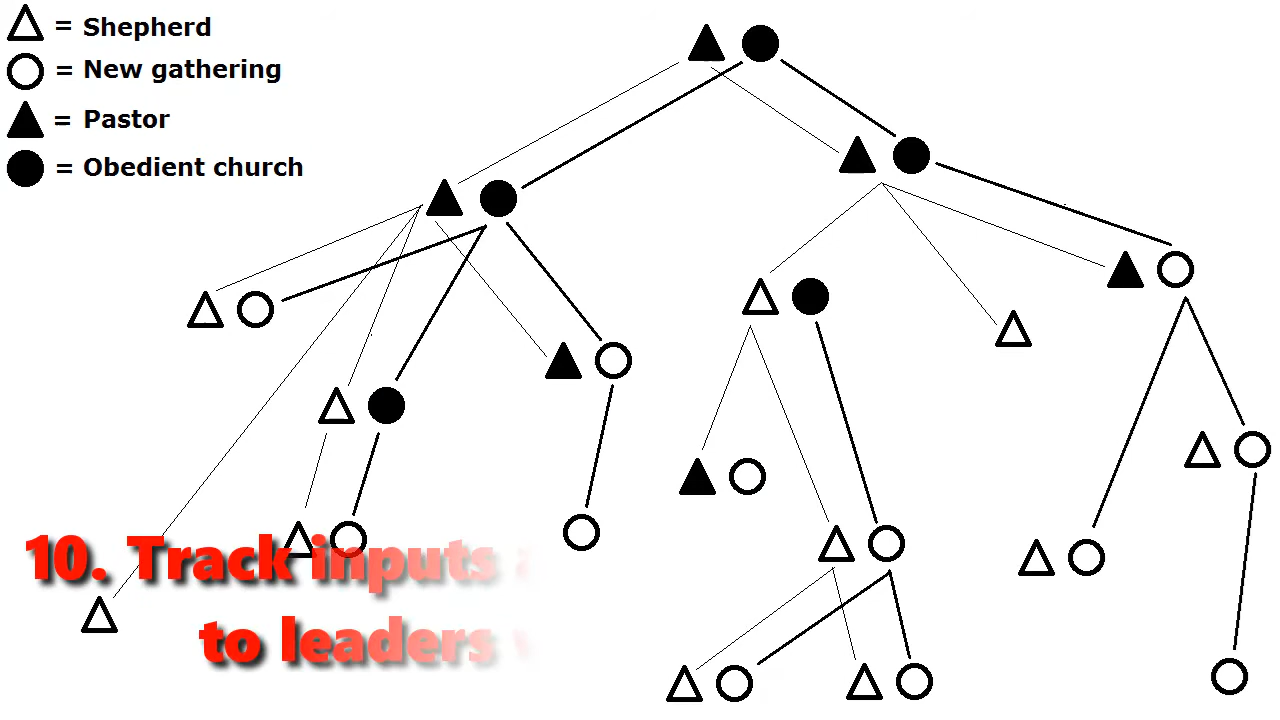 = Shepherd
= New gathering
= Pastor
= Obedient church
10. Track inputs
to leaders